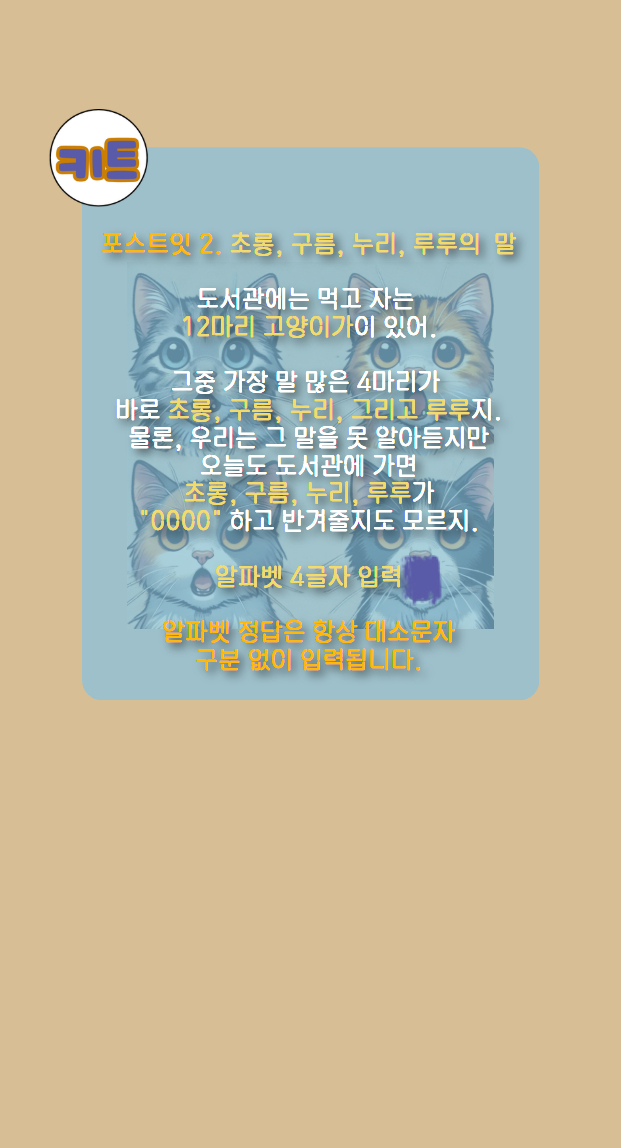 키트
포스트잇 2. 초롱, 구름, 누리, 루루의 말
도서관에는 먹고 자는
12마리 고양이가이 있어.
그중 가장 말 많은 4마리가
바로 초롱, 구름, 누리, 그리고 루루지.
물론, 우리는 그 말을 못 알아듣지만
오늘도 도서관에 가면
초롱, 구름, 누리, 루루가
"OOOO" 하고 반겨줄지도 모르지.
알파벳 4글자 입력
알파벳 정답은 항상 대소문자
구분 없이 입력됩니다.